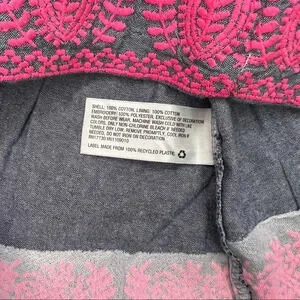 SHELL: 100% COTTON, LINING: 100% COTTON
EMBROIDERY: 100% POLYESTER, EXCLUSIVE OF DECORATION
WASH BEFORE WEAR, MACHINE WASH COLD WITH LIKE
COLORS, ONLY NON-CHLORINE BLEACH IF NEEDED
TUMBLE DRY LOW, REMOVE PROMPTLY, COOL IRON IF
NEEDED, DO NOT IRON ON DECORATION
LABEL MADE FROM 100% RECYCLED PLASTIC